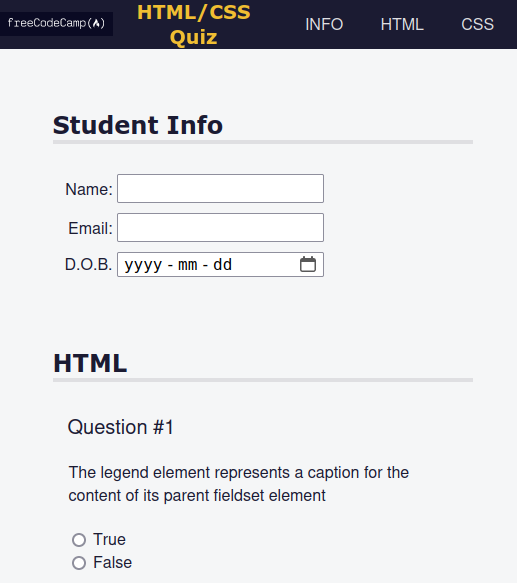 freeCodeCamp(🔥)
HTML/CSS
Quiz
INFO
HTML
CSS
Student Info
Name:
Email:
D.O.B.
yyyy - mm - dd
HTML
Question #1
The legend element represents a caption for the
content of its parent fieldset element
True
False